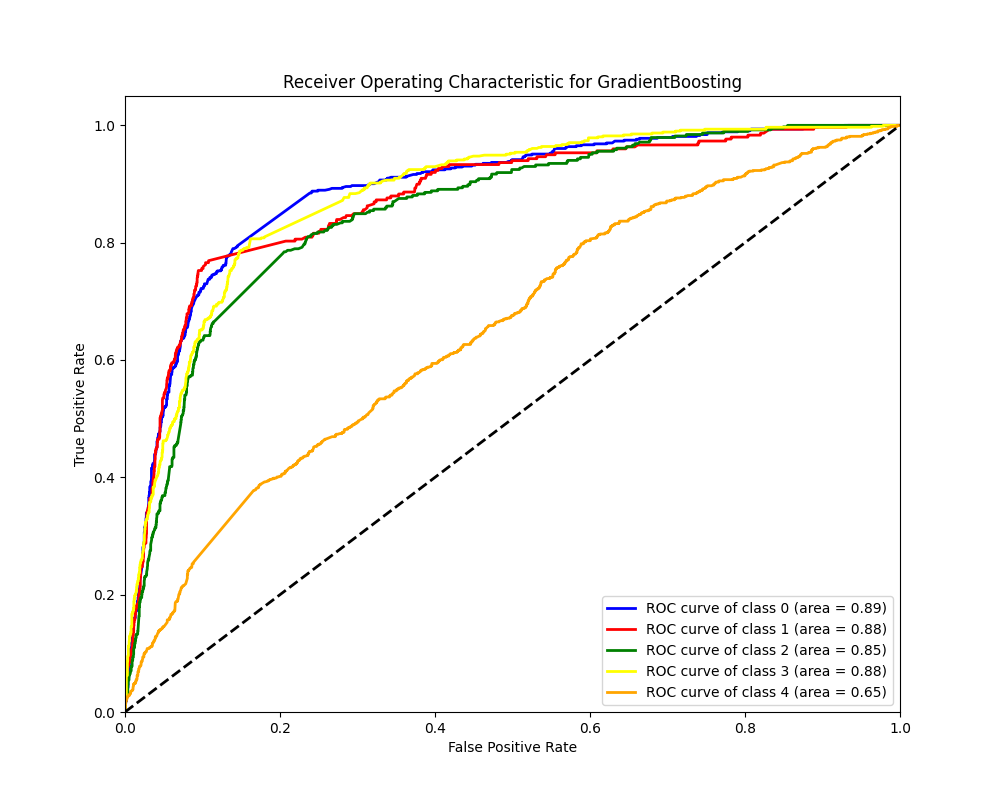 Receiver Operating Characteristic for GradientBoosting
True Positive Rate
1.0
0.8
0.6
0.4
0.2
0.0
ROC curve of class 0 (area = 0.89)
ROC curve of class 1 (area = 0.88)
ROC curve of class 2 (area = 0.85)
ROC curve of class 3 (area = 0.88)
ROC curve of class 4 (area = 0.65)
0.0 0.2 0.4 0.6 0.8 1.0
False Positive Rate